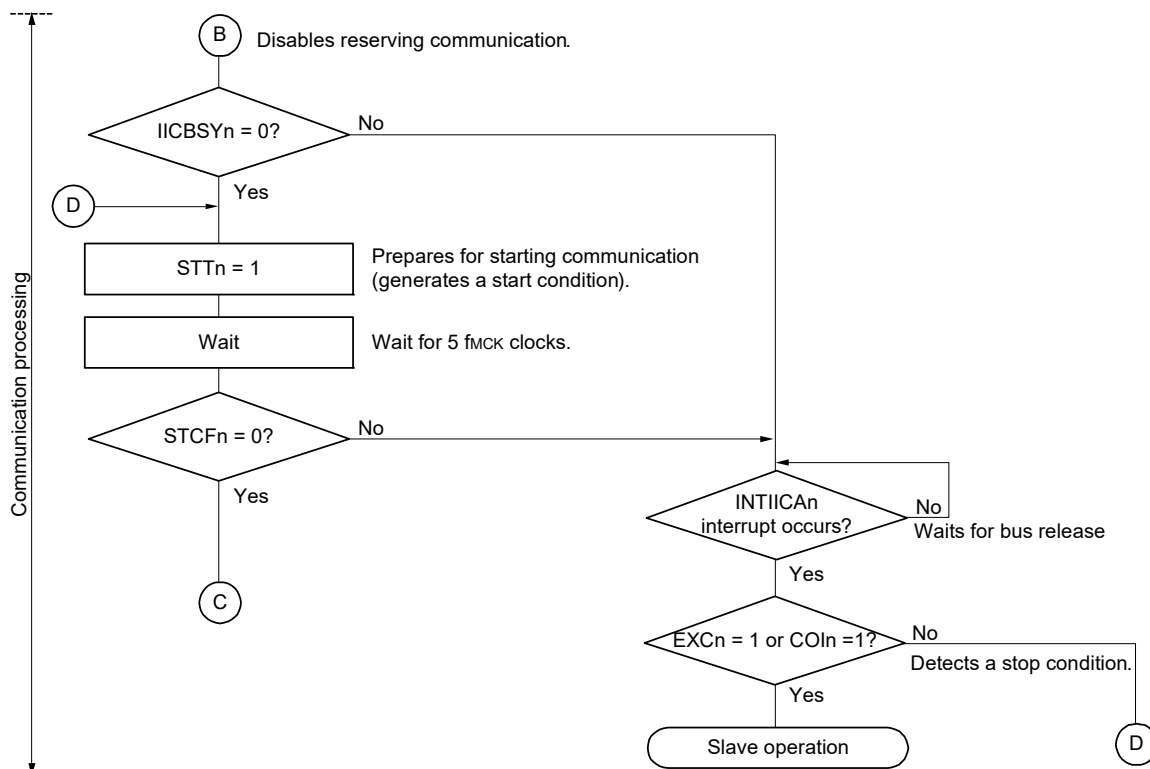 B
Disables reserving communication.
IICBSYn = 0?
No
Yes
D
STTn = 1
Prepares for starting communication
(generates a start condition).
Wait
Wait for 5 fMCK clocks.
Communication processing
STCFn = 0?
No
Yes
INTIICAn
interrupt occurs?
No
Waits for bus release
Yes
C
EXCn = 1 or COIn =1?
No
Detects a stop condition.
Yes
Slave operation
D